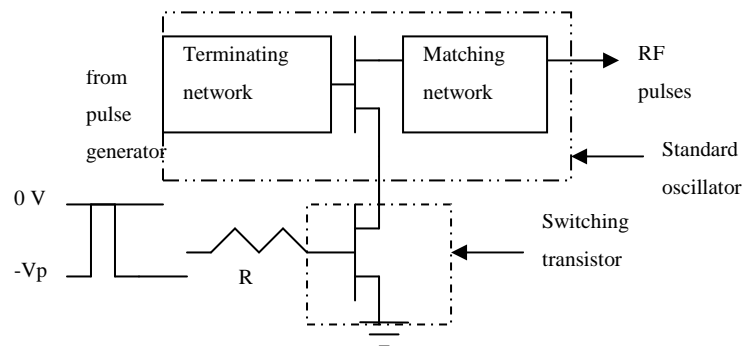 Terminating
network
Matching
network
RF
pulses
from
pulse
generator
Standard
oscillator
0 V
-Vp
R
Switching
transistor